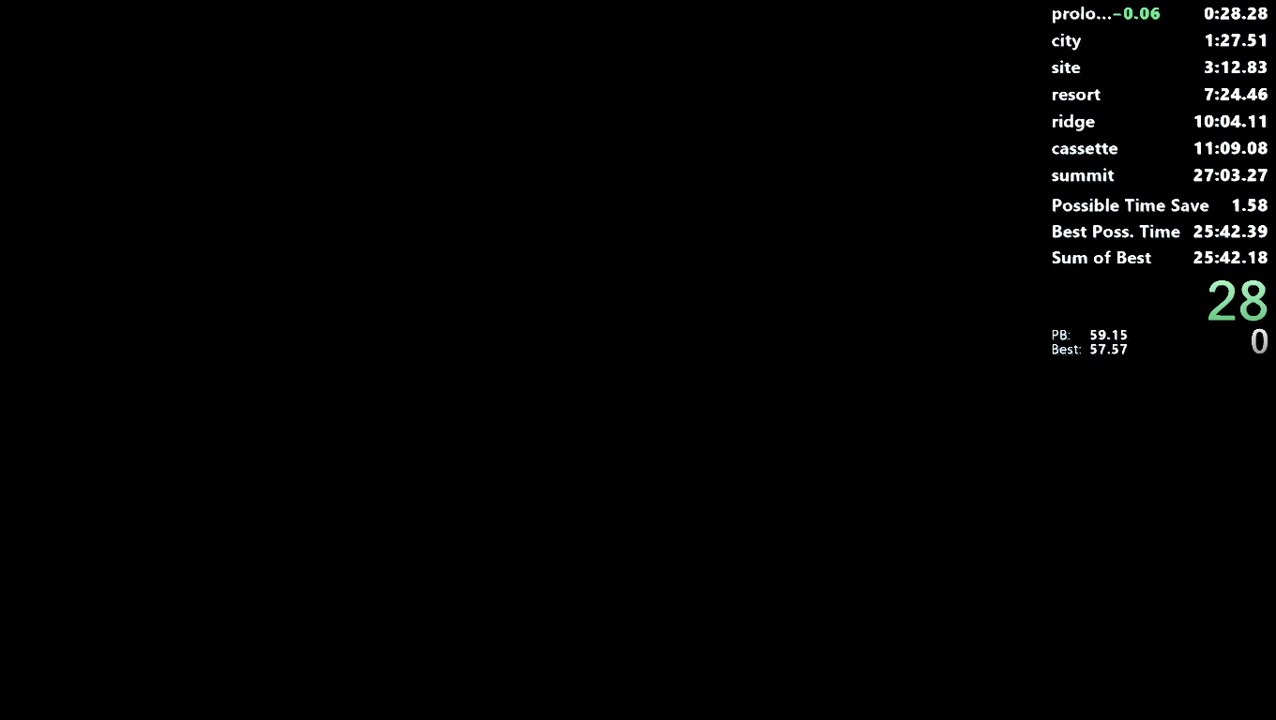 prolo...-0.06 0:28.28
city 1:27.51
site 3:12.83
resort 7:24.46
ridge 10:04.11
cassette 11:09.08
summit 27:03.27
Possible Time Save 1.58
Best Poss. Time 25:42.39
Sum of Best 25:42.18
28
PB: 59.15
Best: 57.57
0